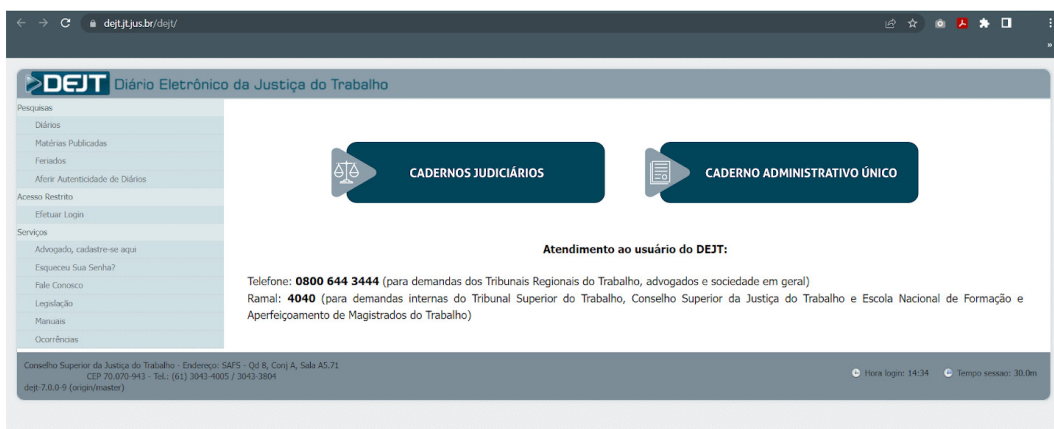 dejt.jt.jus.br/dejt/
»
DEJT Diário Eletrônico da Justiça do Trabalho
Pesquisas
Diários
Matérias Publicadas
Feriados
Aferir Autenticidade de Diários
Acesso Restrito
Efetuar Login
Serviços
Advogado, cadastre-se aqui
Esqueceu Sua Senha?
Fale Conosco
Legislação
Manuais
Ocorrências
CADERNOS JUDICIÁRIOS
CADERNO ADMINISTRATIVO ÚNICO
Atendimento ao usuário do DEJT:
Telefone: 0800 644 3444 (para demandas dos Tribunais Regionais do Trabalho, advogados e sociedade em geral)
Ramal: 4040 (para demandas internas do Tribunal Superior do Trabalho, Conselho Superior da Justiça do Trabalho e Escola Nacional de Formação e
Aperfeiçoamento de Magistrados do Trabalho)
Conselho Superior da Justiça do Trabalho - Endereço: SAFS - Qd 8, Conj A, Sala A5.71
CEP 70.070-943 - Tel.: (61) 3043-4005 / 3043-3804
dejt-7.0.0-9 (origin/master)
Hora login: 14:34
Tempo sessao: 30.0m